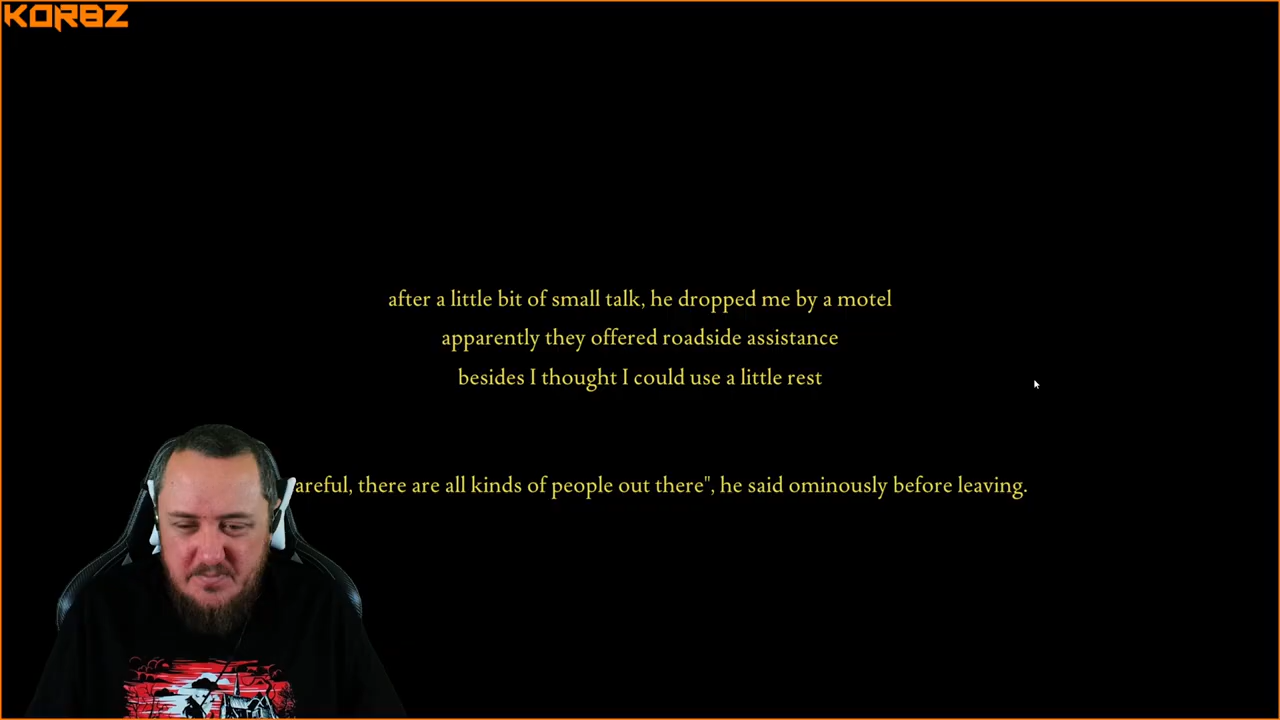 KORBZ
after a little bit of small talk, he dropped me by a motel
apparently they offered roadside assistance
besides I thought I could use a little rest
areful, there are all kinds of people out there", he said ominously before leaving.